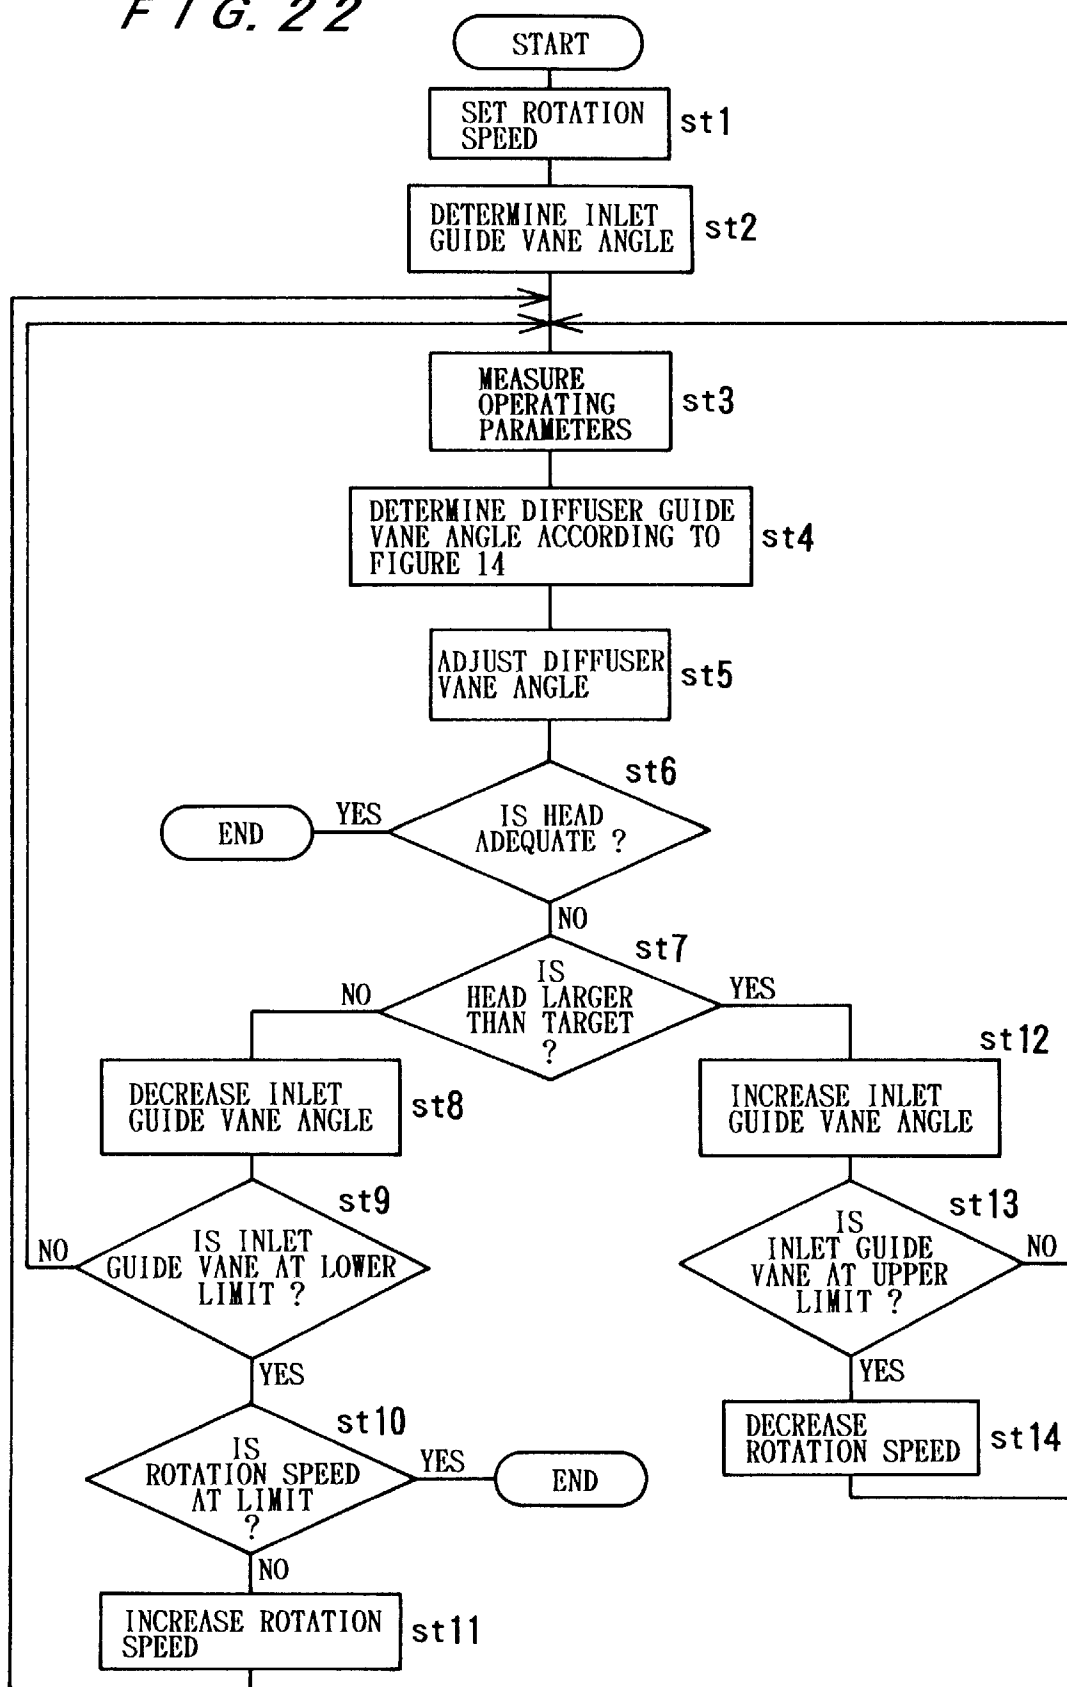 FIG. 22
START
SET ROTATION
SPEED
st1
DETERMINE INLET
GUIDE VANE ANGLE
st2
MEASURE
OPERATING
PARAMETERS
st3
DETERMINE DIFFUSER GUIDE
VANE ANGLE ACCORDING TO
FIGURE 14
st4
ADJUST DIFFUSER
VANE ANGLE
st5
st6
IS HEAD
ADEQUATE ?
YES
END
NO
st7
IS
HEAD LARGER
THAN TARGET
?
NO
YES
DECREASE INLET
GUIDE VANE ANGLE
st8
st9
IS INLET
GUIDE VANE AT LOWER
LIMIT ?
NO
YES
st10
IS
ROTATION SPEED
AT LIMIT
?
YES
END
NO
INCREASE ROTATION
SPEED
st11
st12
INCREASE INLET
GUIDE VANE ANGLE
st13
IS
INLET GUIDE
VANE AT UPPER
LIMIT ?
NO
YES
DECREASE
ROTATION SPEED
st14